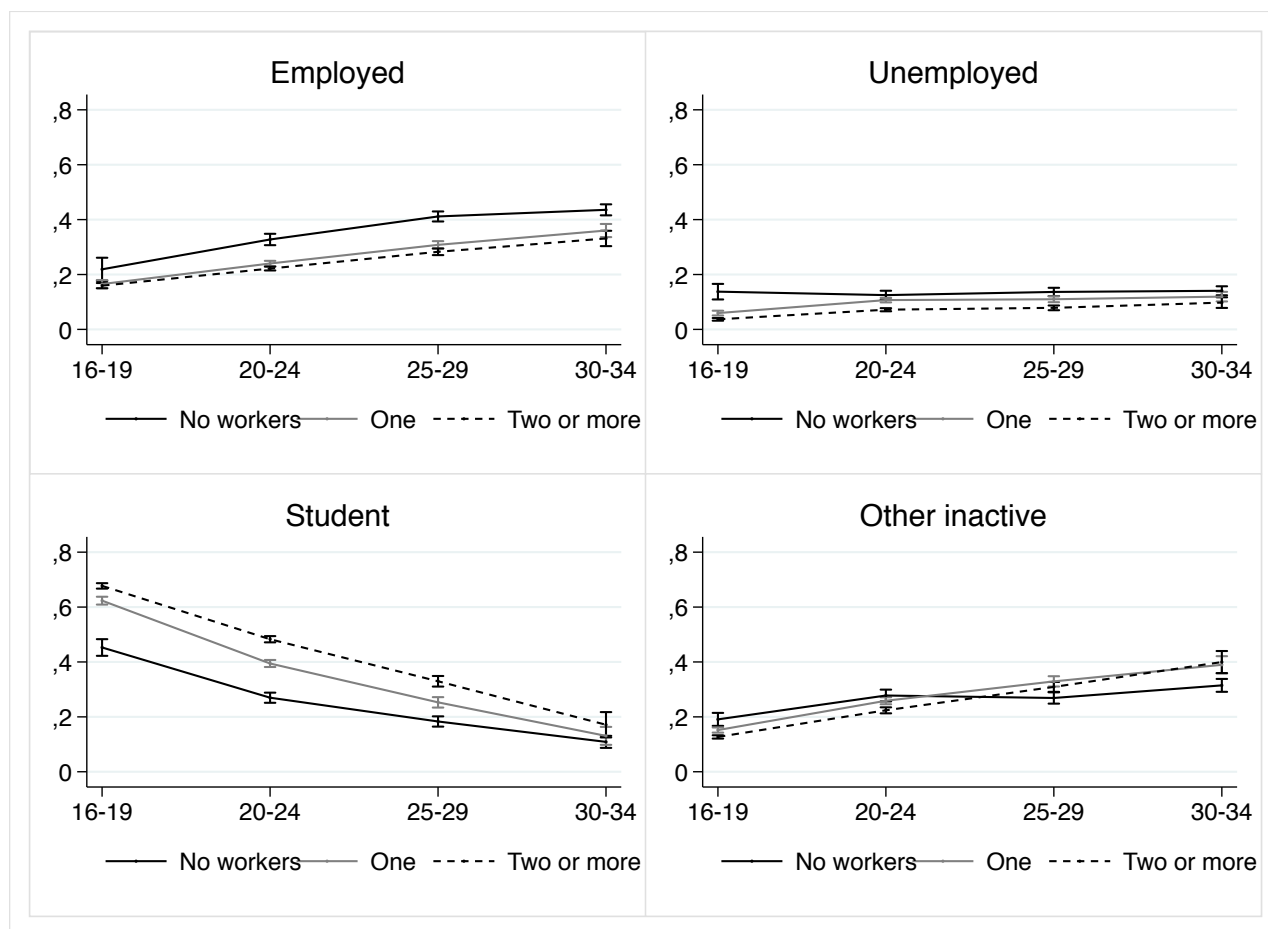 Employed
,8
,6
,4
,2
0
16-19 20-24 25-29 30-34
No workers One Two or more
Unemployed
,8
,6
,4
,2
0
16-19 20-24 25-29 30-34
No workers One Two or more
Student
,8
,6
,4
,2
0
16-19 20-24 25-29 30-34
No workers One Two or more
Other inactive
,8
,6
,4
,2
0
16-19 20-24 25-29 30-34
No workers One Two or more